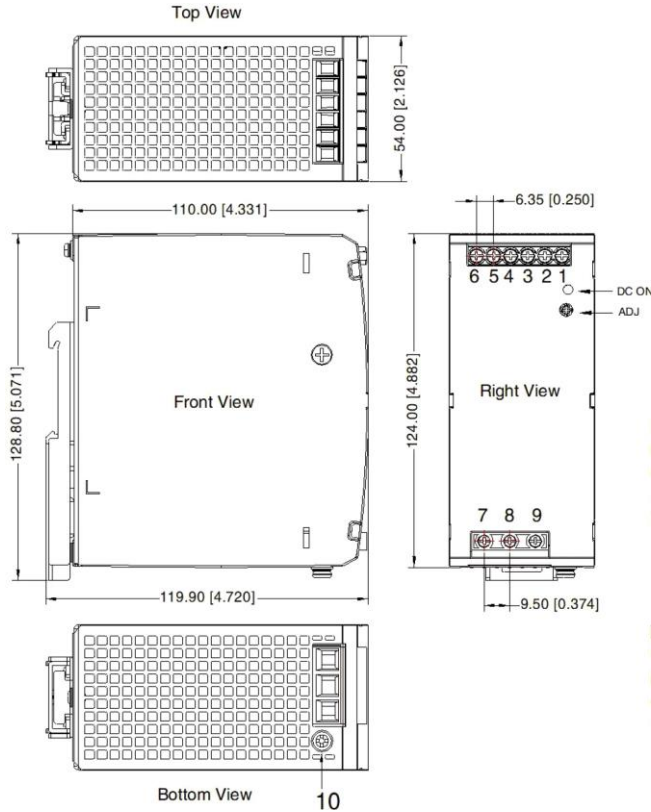 Top View
54.00 [2.126]
110.00 [4.331]
6.35 [0.250]
6 5 4 3 2 1
DC ON
ADJ
128.80 [5.071]
Front View
124.00 [4.882]
Right View
7 8 9
119.90 [4.720]
9.50 [0.374]
Bottom View
10